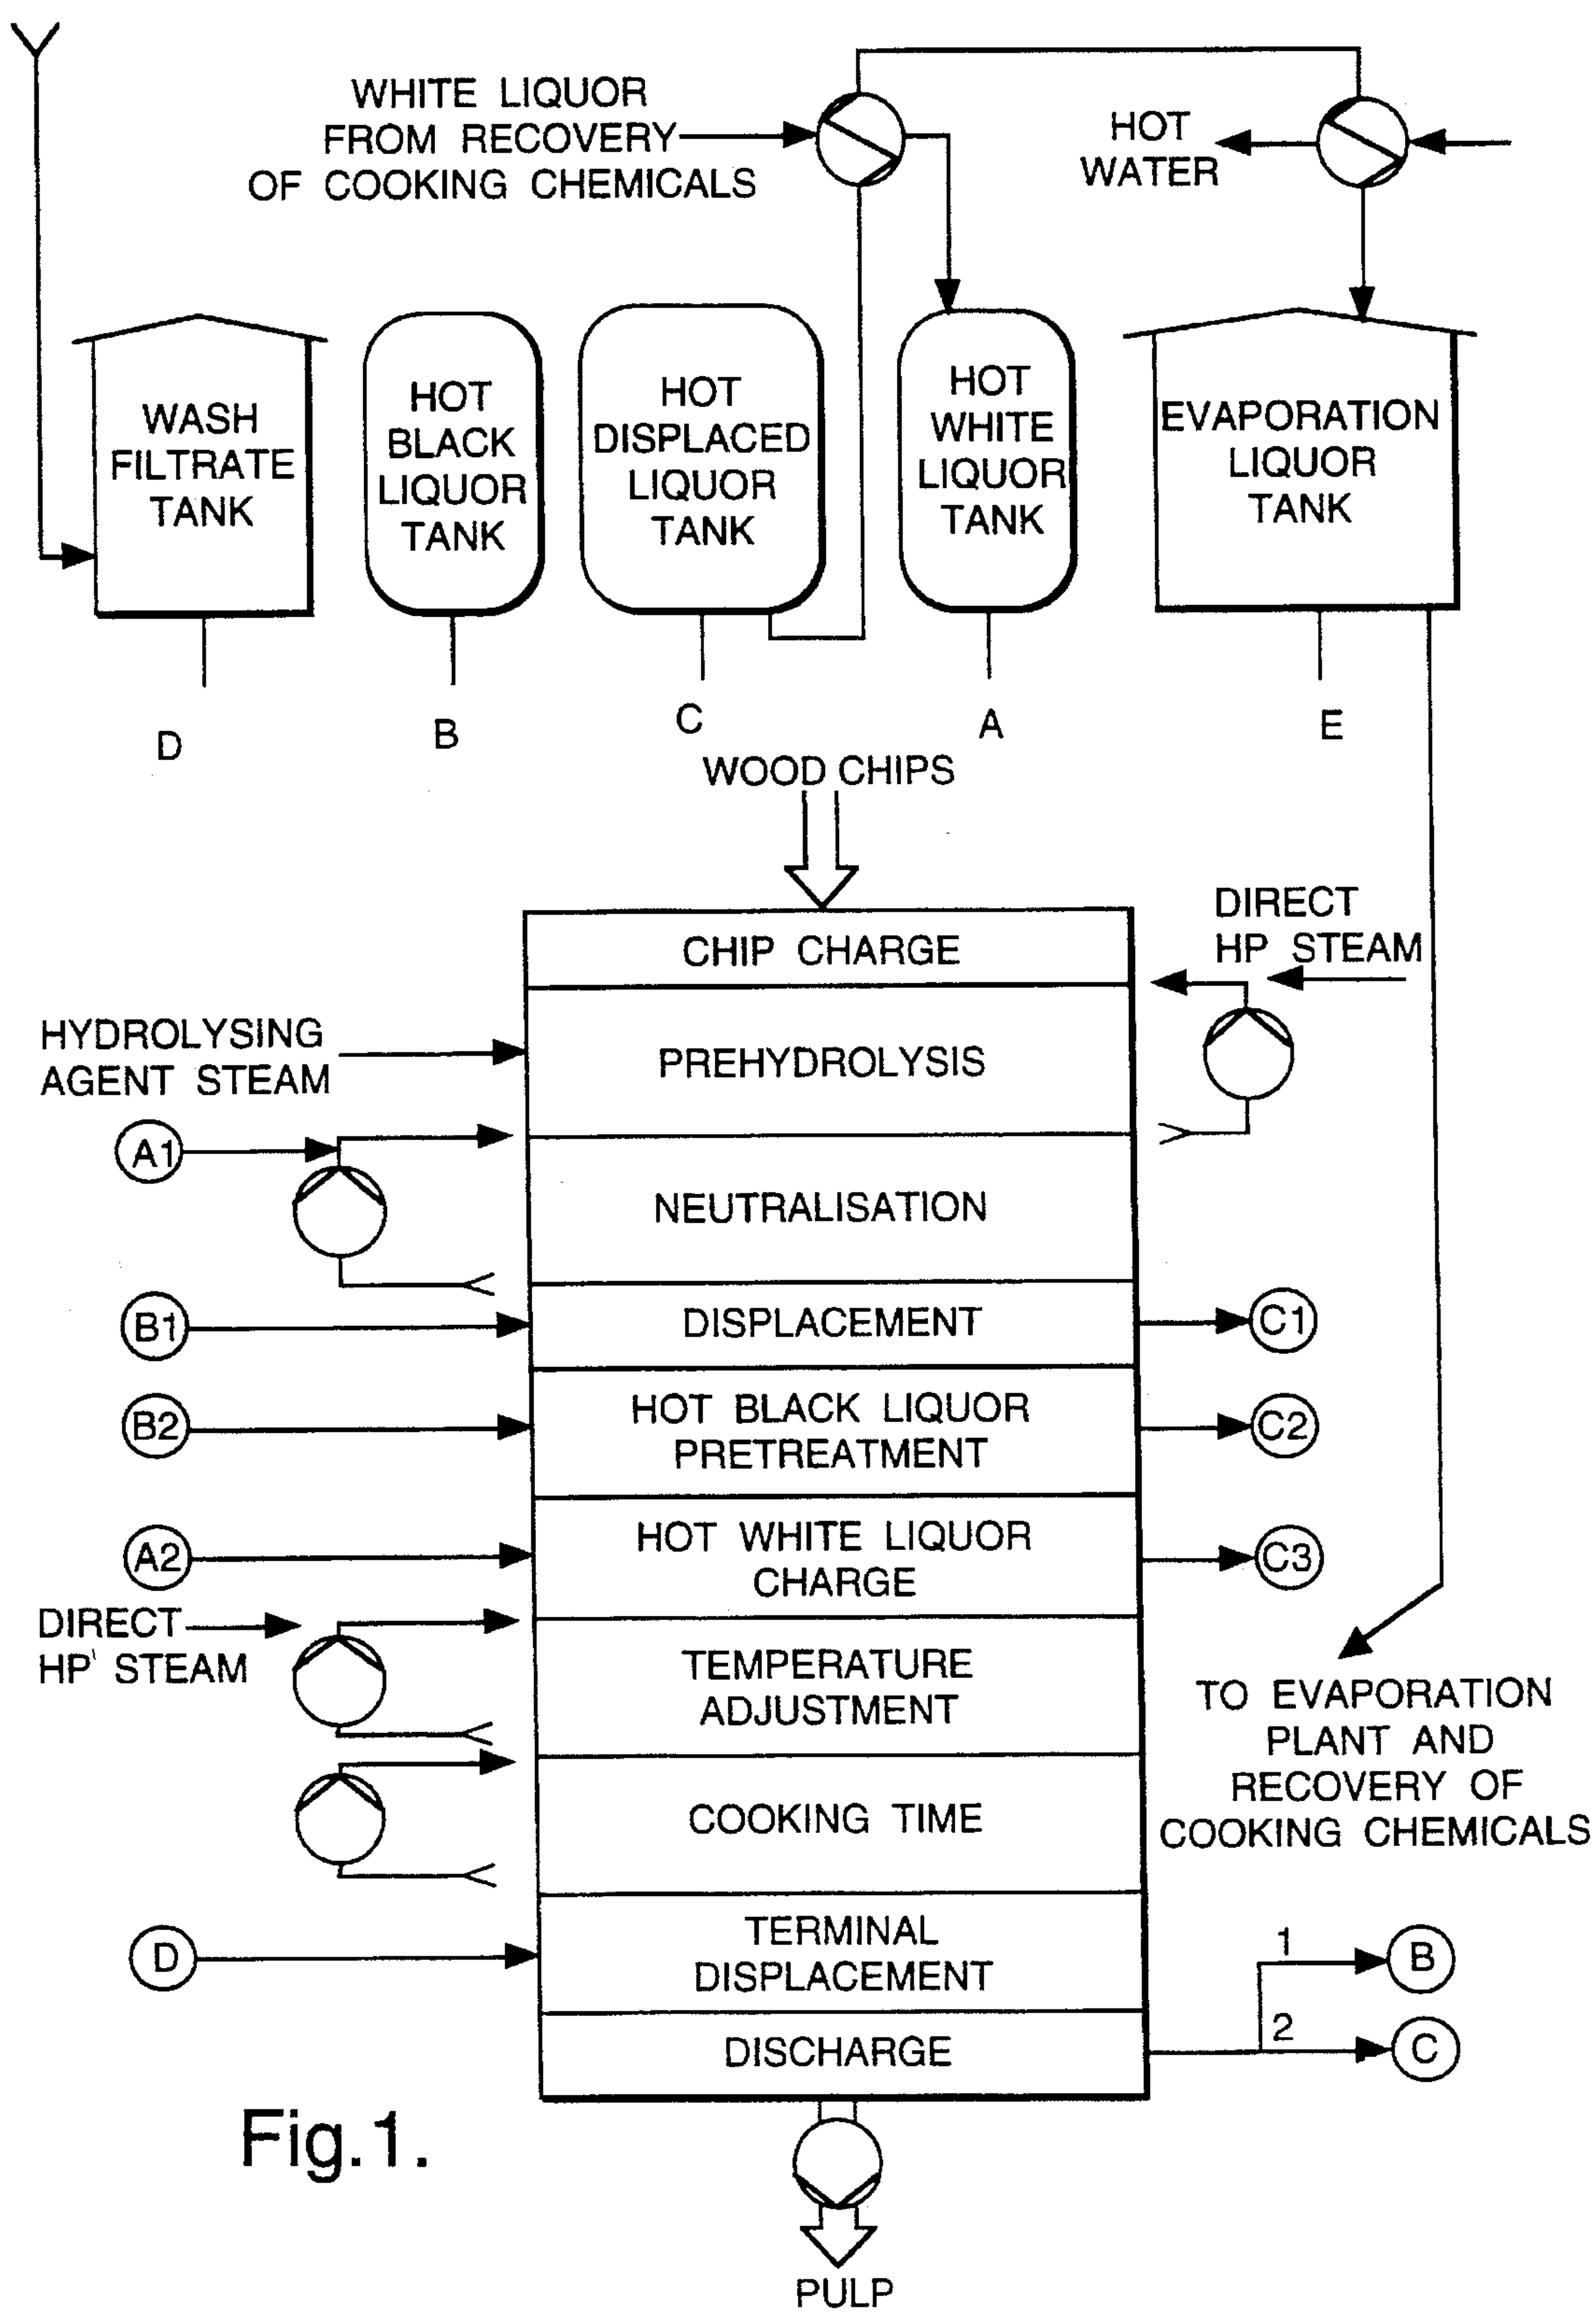 WHITE LIQUOR
FROM RECOVERY
OF COOKING CHEMICALS
HOT
WATER
WASH
FILTRATE
TANK
HOT
BLACK
LIQUOR
TANK
HOT
DISPLACED
LIQUOR
TANK
HOT
WHITE
LIQUOR
TANK
EVAPORATION
LIQUOR
TANK
D
B
C
A
E
WOOD CHIPS
CHIP CHARGE
DIRECT
HP STEAM
HYDROLYSING
AGENT STEAM
PREHYDROLYSIS
A1
NEUTRALISATION
B1
DISPLACEMENT
C1
B2
HOT BLACK LIQUOR
PRETREATMENT
C2
A2
HOT WHITE LIQUOR
CHARGE
C3
DIRECT
HP STEAM
TEMPERATURE
ADJUSTMENT
TO EVAPORATION
PLANT AND
RECOVERY OF
COOKING CHEMICALS
COOKING TIME
D
TERMINAL
DISPLACEMENT
1
B
DISCHARGE
2
C
Fig.1.
PULP